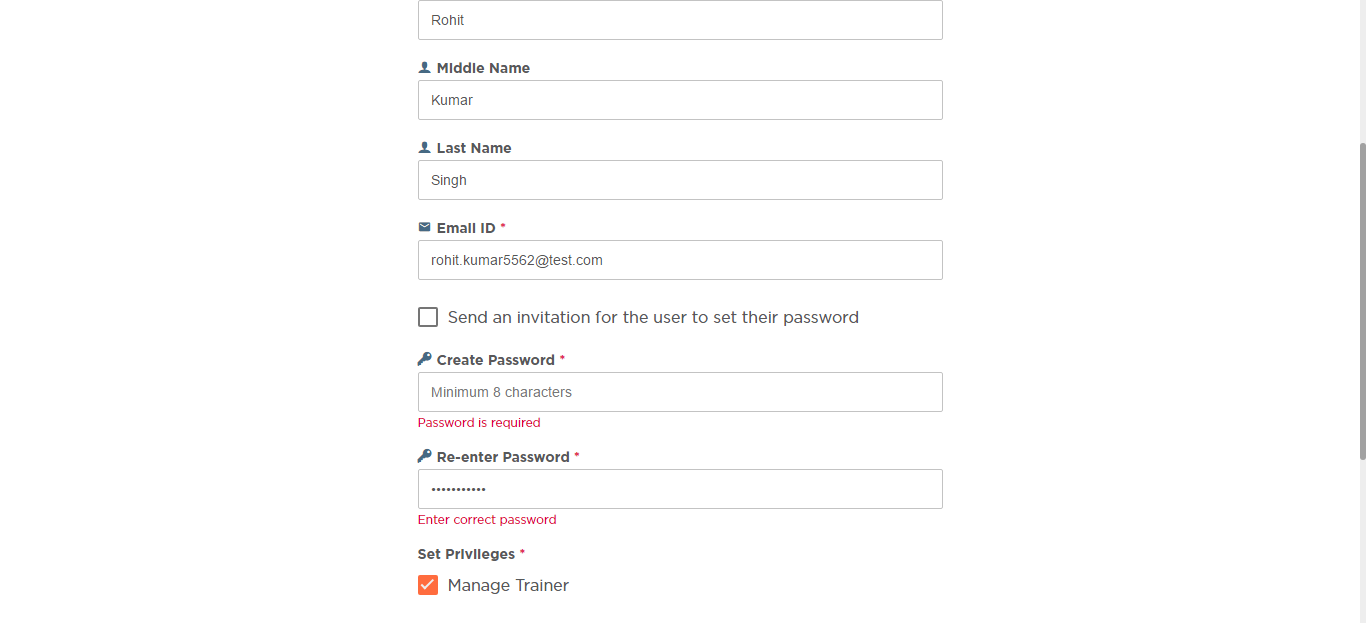 Rohit
Middle Name
Kumar
Last Name
Singh
Email ID *
rohit.kumar5562@test.com
Send an invitation for the user to set their password
Create Password *
Minimum 8 characters
Password is required
Re-enter Password *
•••••••••••
Enter correct password
Set Privileges *
Manage Trainer